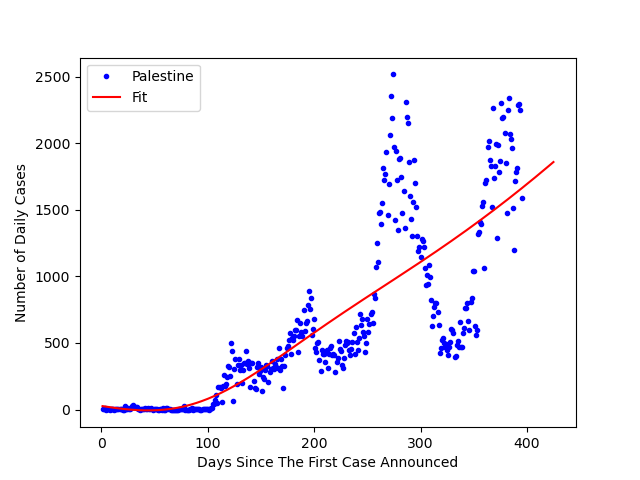 Palestine
Fit
2500
2000
1500
1000
500
0
Number of Daily Cases
0 100 200 300 400
Days Since The First Case Announced